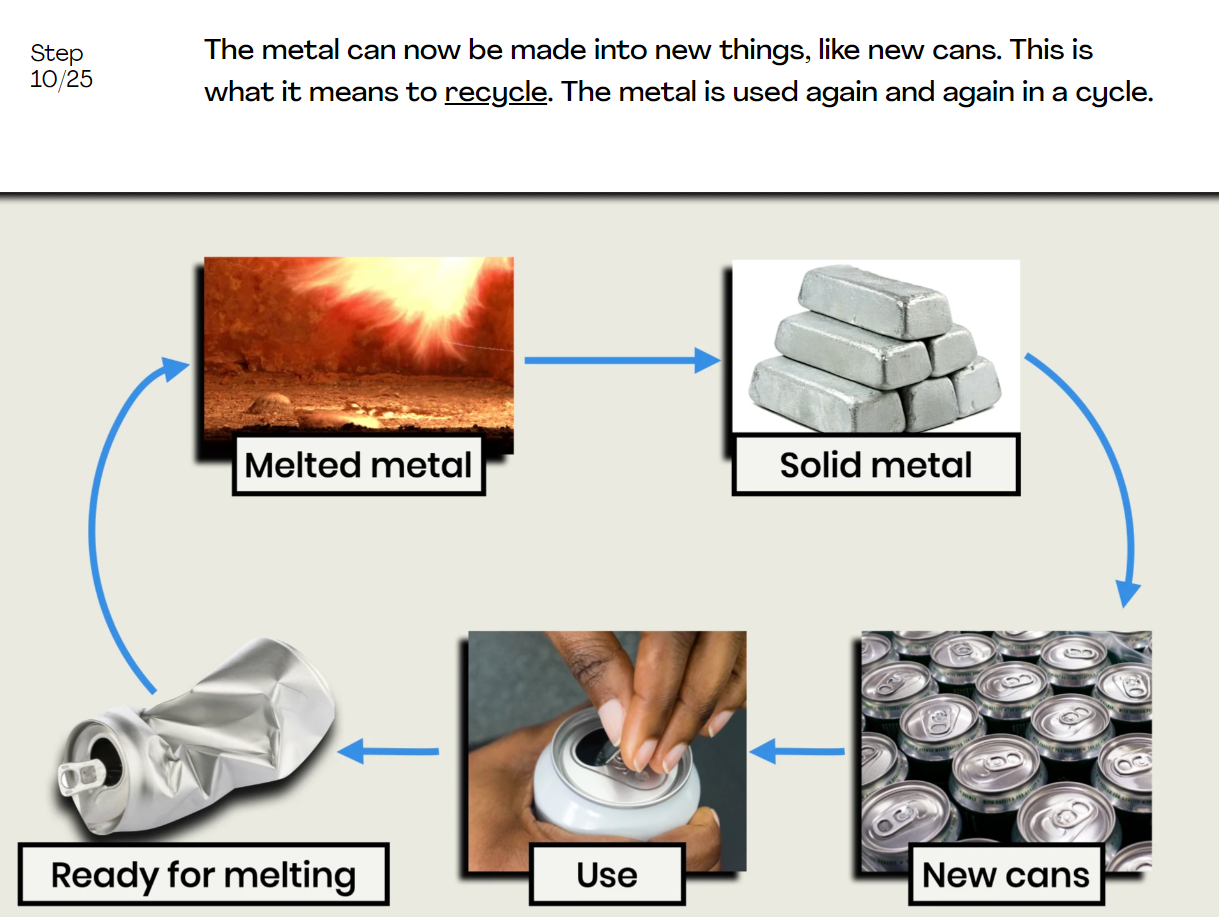 Step
10/25
The metal can now be made into new things, like new cans. This is
what it means to recycle. The metal is used again and again in a cycle.
Melted metal
Solid metal
Ready for melting
Use
New cans